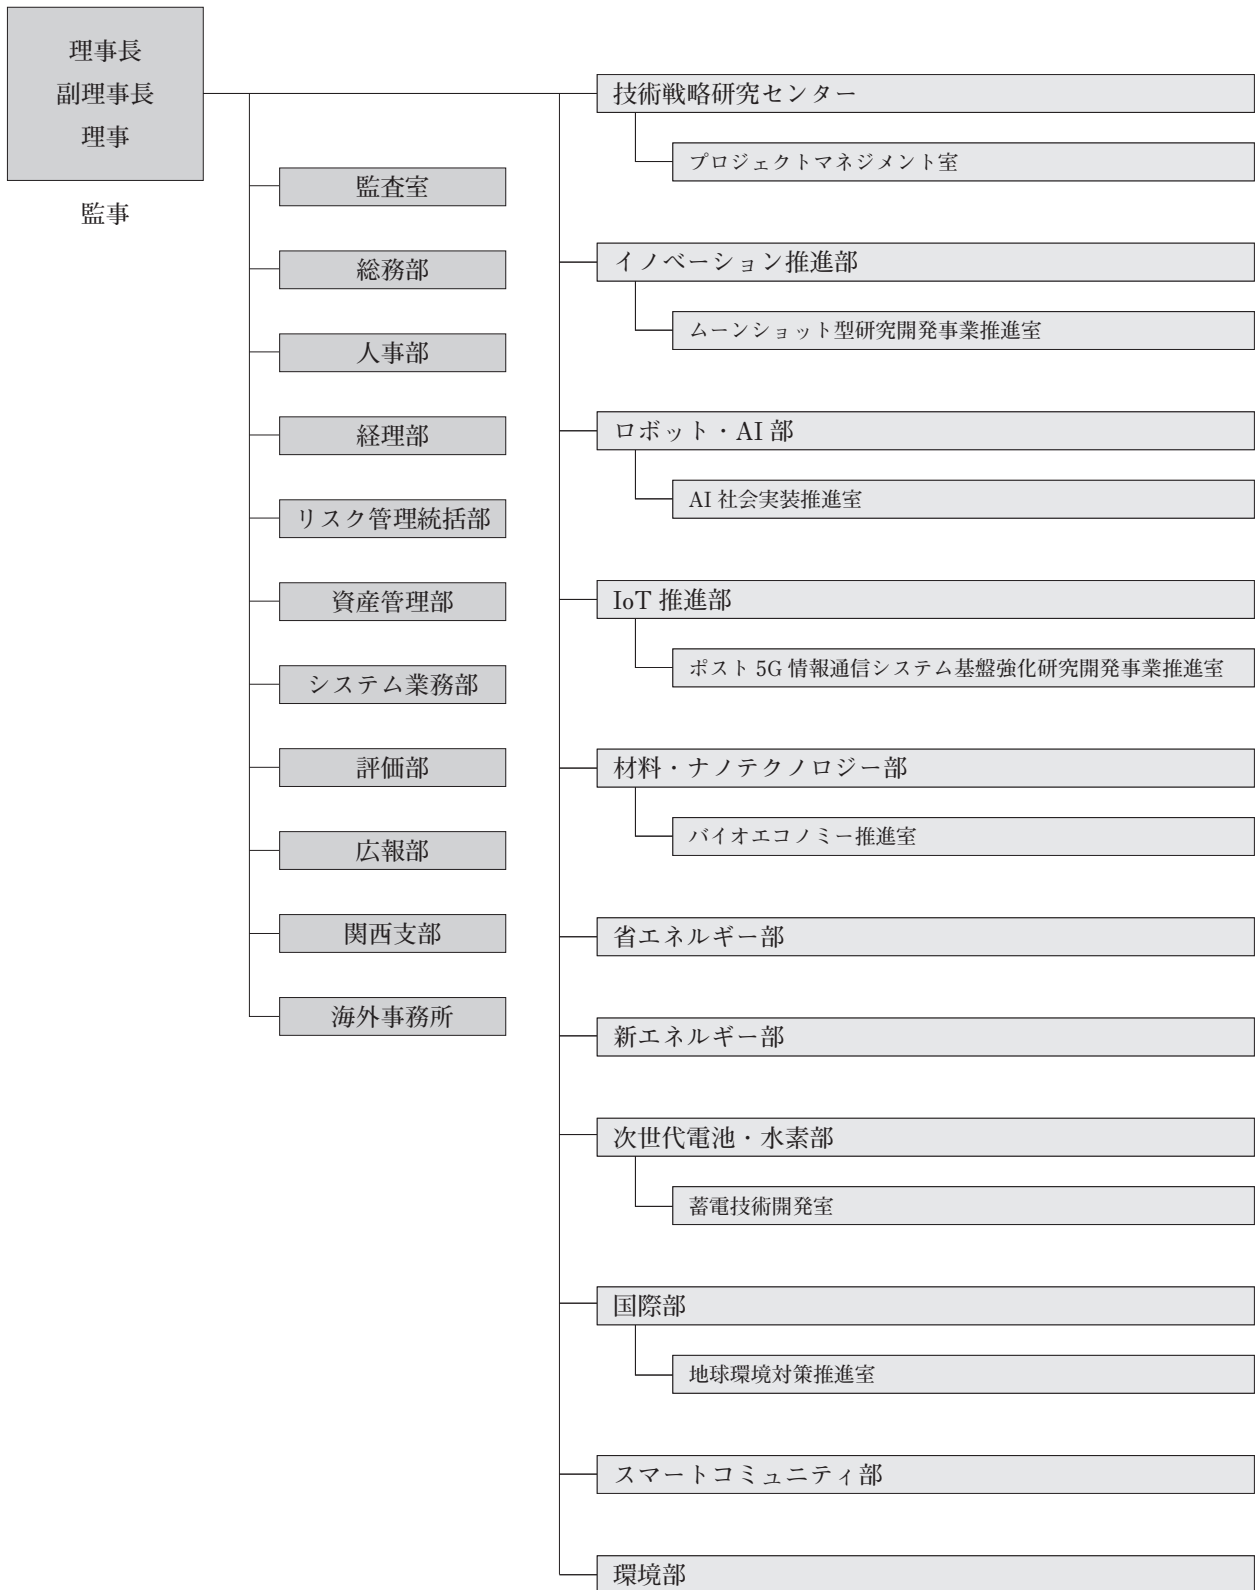 理事長
副理事長
理事
監事
監査室
総務部
人事部
経理部
リスク管理統括部
資産管理部
システム業務部
評価部
広報部
関西支部
海外事務所
技術戦略研究センター
プロジェクトマネジメント室
イノベーション推進部
ムーンショット型研究開発事業推進室
ロボット・AI 部
AI 社会実装推進室
IoT 推進部
ポスト 5G 情報通信システム基盤強化研究開発事業推進室
材料・ナノテクノロジー部
バイオエコノミー推進室
省エネルギー部
新エネルギー部
次世代電池・水素部
蓄電技術開発室
国際部
地球環境対策推進室
スマートコミュニティ部
環境部